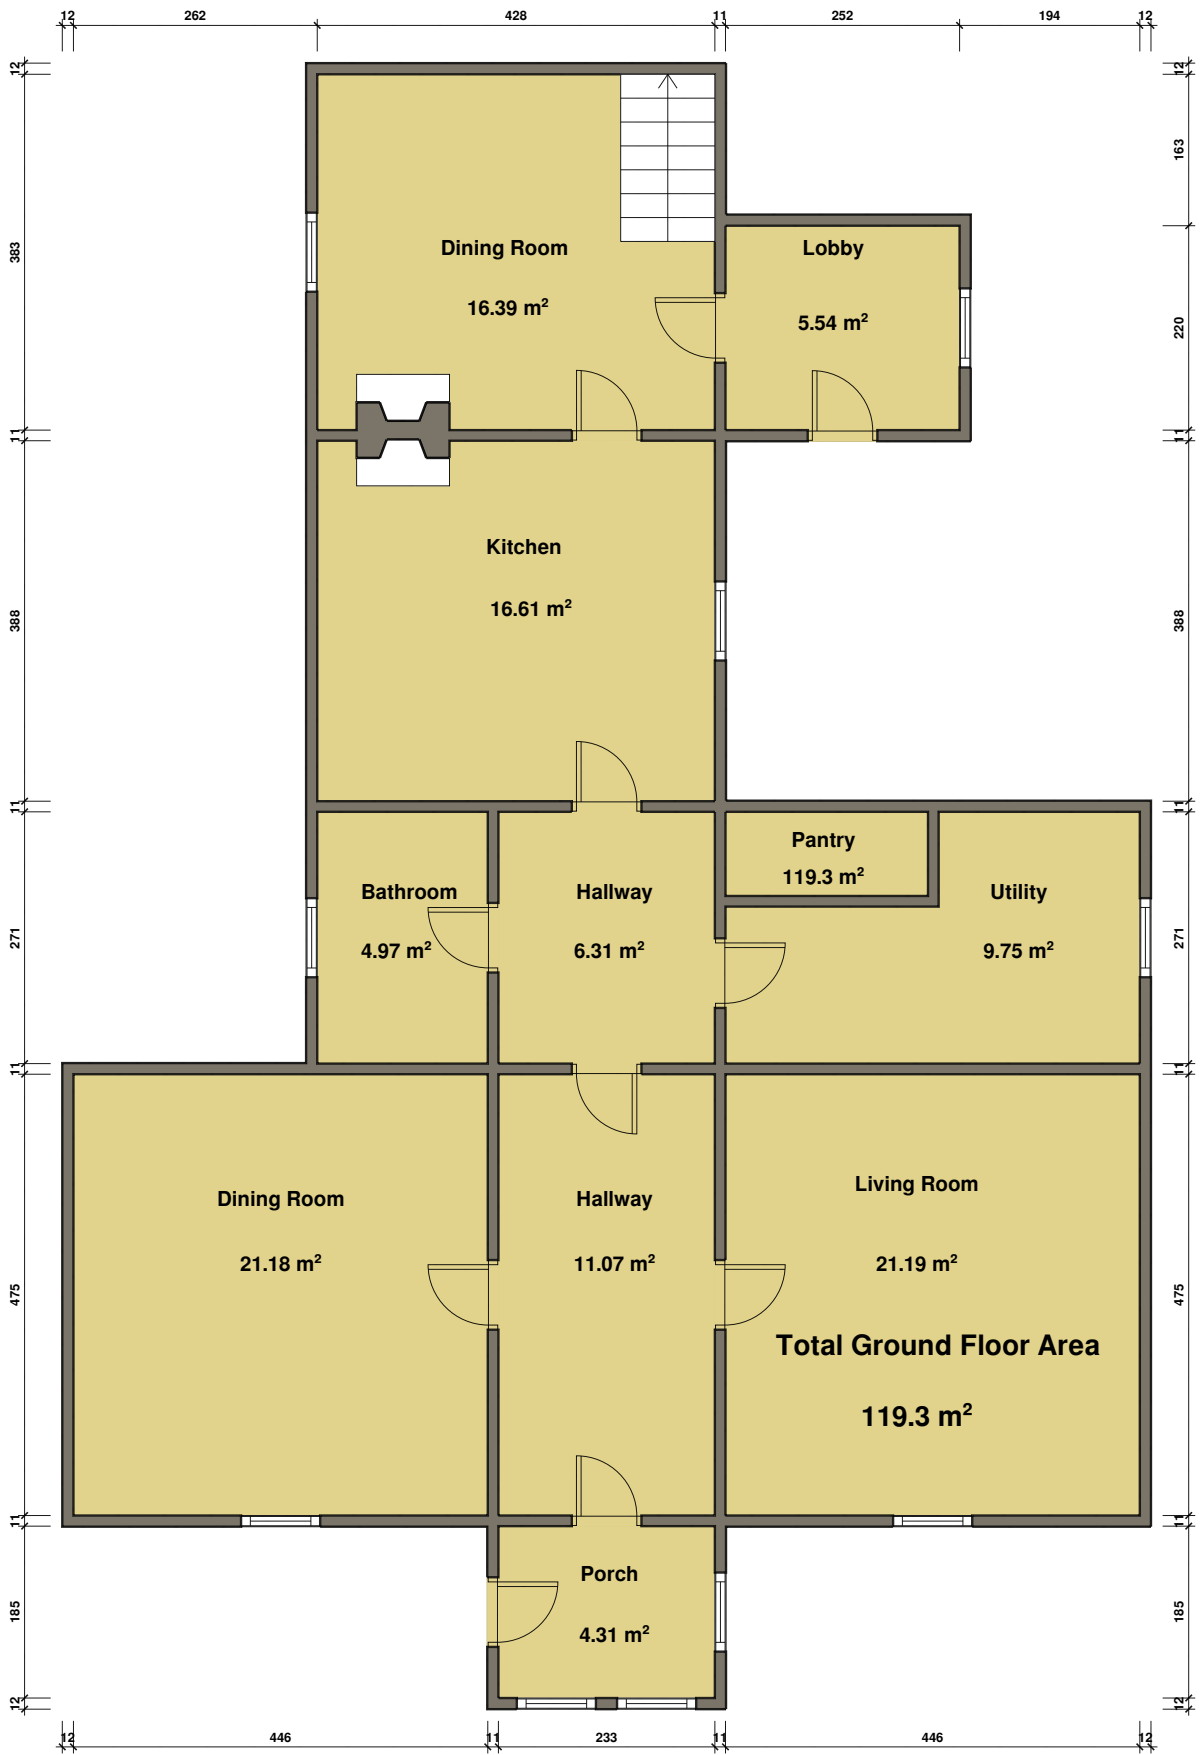 12 262 428 11 252 194 12
12
12
163
383
Dining Room
Lobby
16.39 m²
5.54 m²
220
11
11
Kitchen
16.61 m²
388
388
11
11
Pantry
119.3 m²
Bathroom
Hallway
Utility
4.97 m²
6.31 m²
9.75 m²
271
271
11
11
Living Room
Dining Room
Hallway
21.18 m²
11.07 m²
21.19 m²
475
475
Total Ground Floor Area
119.3 m²
11
11
Porch
185
185
4.31 m²
12
12
12 446 11 233 11 446 12